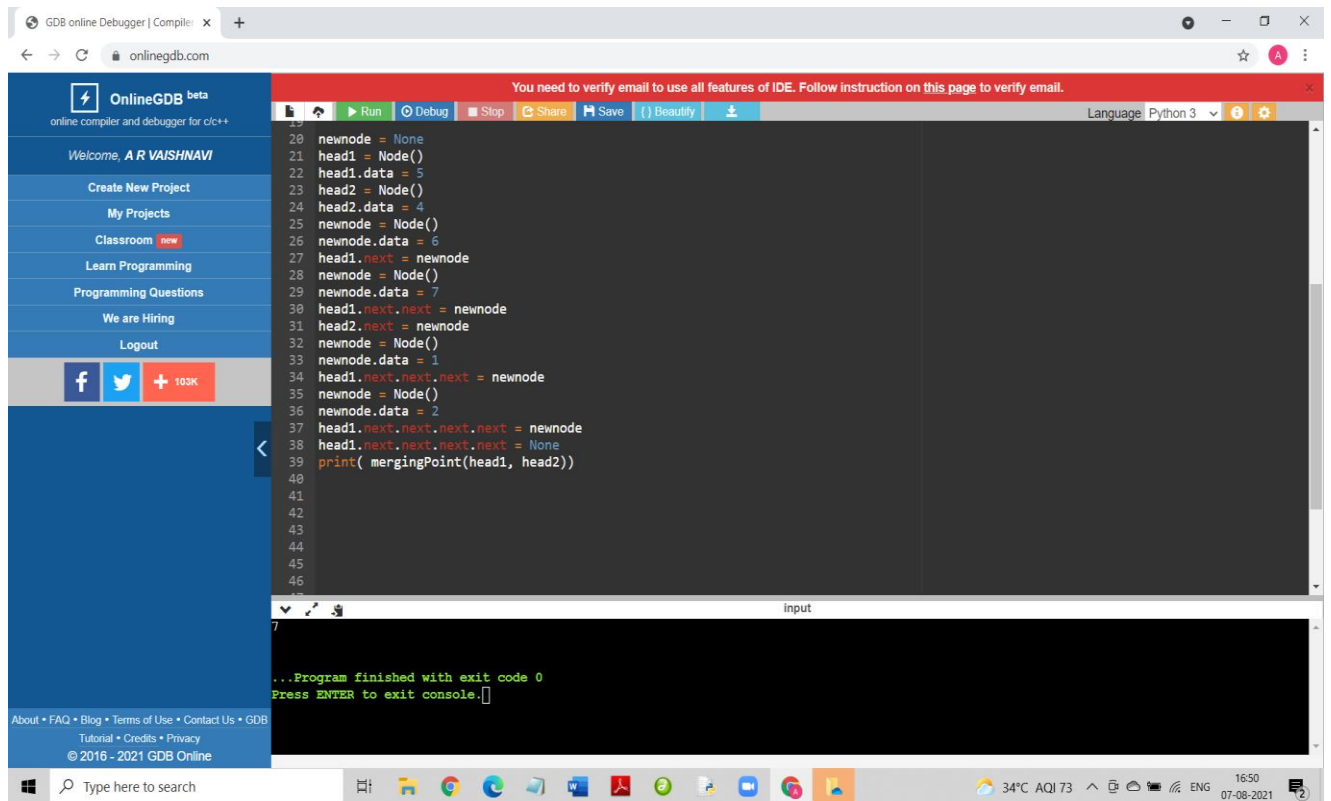 GDB online Debugger | Compiler
onlinegdb.com
A
OnlineGDB beta
online compiler and debugger for c/c++
Welcome, A R VAISHNAVI
Create New Project
My Projects
Classroom new
Learn Programming
Programming Questions
We are Hiring
Logout
103K
About • FAQ • Blog • Terms of Use • Contact Us • GDB
Tutorial • Credits • Privacy
© 2016 - 2021 GDB Online
You need to verify email to use all features of IDE. Follow instruction on this page to verify email.
Run Debug Stop Share Save { } Beautify
Language Python 3
19
20 newnode = None
21 head1 = Node()
22 head1.data = 5
23 head2 = Node()
24 head2.data = 4
25 newnode = Node()
26 newnode.data = 6
27 head1.next = newnode
28 newnode = Node()
29 newnode.data = 7
30 head1.next.next = newnode
31 head2.next = newnode
32 newnode = Node()
33 newnode.data = 1
34 head1.next.next.next = newnode
35 newnode = Node()
36 newnode.data = 2
37 head1.next.next.next.next = newnode
38 head1.next.next.next.next = None
39 print( mergingPoint(head1, head2))
40
41
42
43
44
45
46
input
7
...Program finished with exit code 0
Press ENTER to exit console.
Type here to search
34°C AQI 73
ENG
16:50
07-08-2021
2